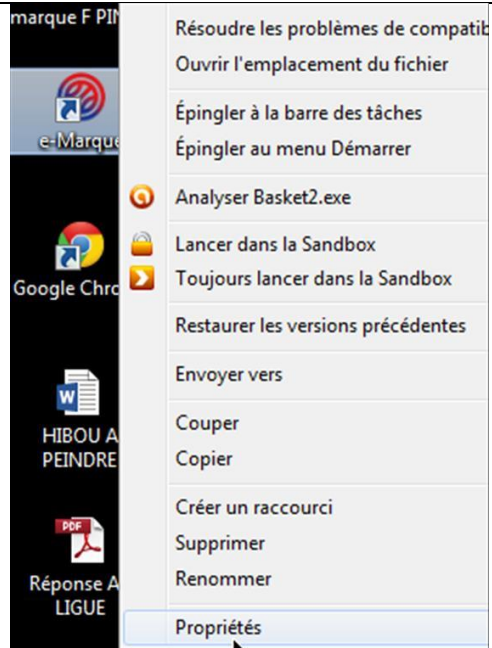 marque F PIN
e-Marque
Google Chro
W
HIBOU A
PEINDRE
PDF
Réponse A
LIGUE
Résoudre les problèmes de compatib
Ouvrir l'emplacement du fichier
Épingler à la barre des tâches
Épingler au menu Démarrer
Analyser Basket2.exe
Lancer dans la Sandbox
Toujours lancer dans la Sandbox
Restaurer les versions précédentes
Envoyer vers
Couper
Copier
Créer un raccourci
Supprimer
Renommer
Propriétés